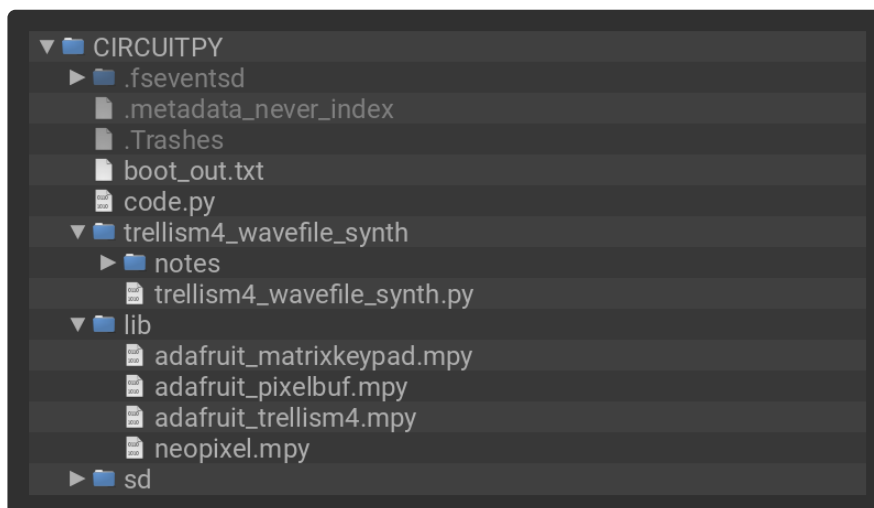 CIRCUITPY
.fseventsd
.metadata_never_index
.Trashes
boot_out.txt
code.py
trellism4_wavefile_synth
notes
trellism4_wavefile_synth.py
lib
adafruit_matrixkeypad.mpy
adafruit_pixelbuf.mpy
adafruit_trellism4.mpy
neopixel.mpy
sd